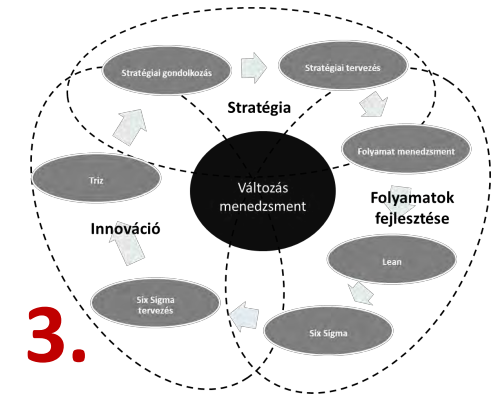 Stratégiai gondolkozás
Stratégiai tervezés
Stratégia
Folyamat menedzsment
Triz
Változás
menedzsment
Folyamatok
fejlesztése
Innováció
Lean
Six Sigma
tervezés
Six Sigma
3.